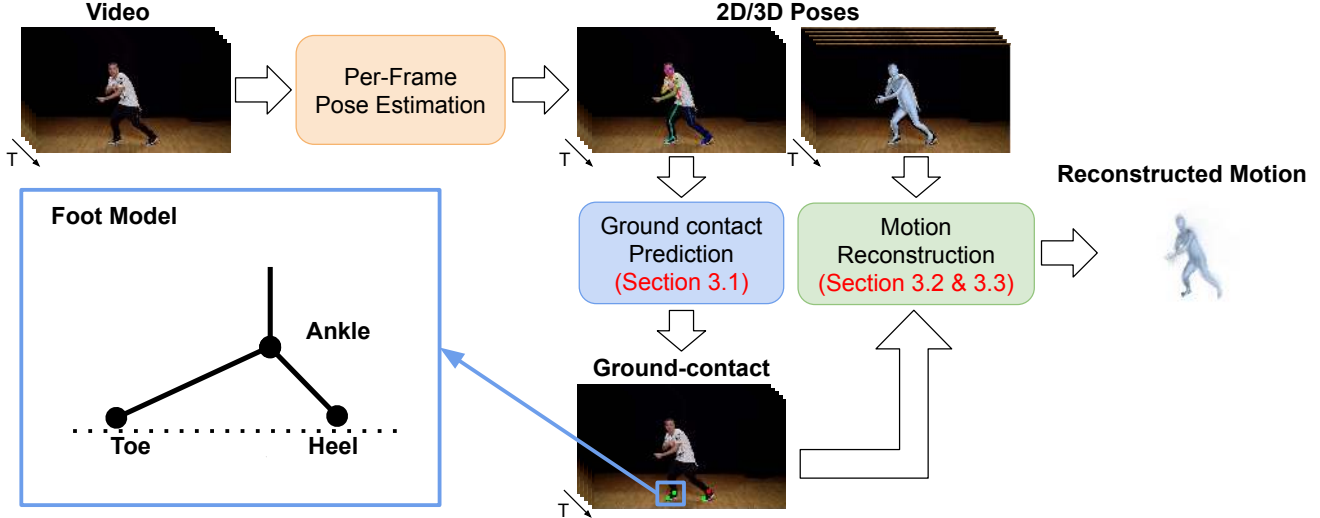 Video
2D/3D Poses
Per-Frame
Pose Estimation
T
T
T
Reconstructed Motion
Foot Model
Ground contact
Prediction
(Section 3.1)
Motion
Reconstruction
(Section 3.2 & 3.3)
Ankle
Ground-contact
Toe
Heel
T